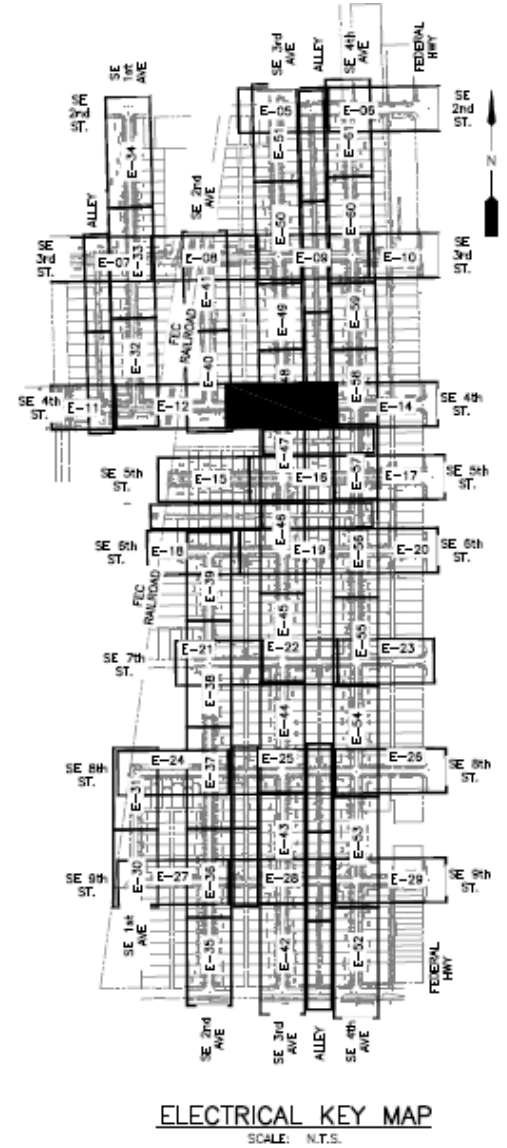 SE 1st
AVE
SE 3rd
AVE
ALLEY
SE 4th
AVE
FEDERAL
HWY
SE
2nd
ST.
E-05
E-06
SE
2nd
ST.
E-51
E-61
E-34
N
ALLEY
SE 2nd
AVE
E-50
E-60
SE
3rd
ST.
E-07
E-33
E-08
E-09
E-10
SE
3rd
ST.
E-41
E-49
E-59
E-32
FEC
RAILROAD
E-40
48
E-58
SE 4th
ST.
E-11
E-12
E-14
SE 4th
ST.
E-47
SE 5th
ST.
E-15
E-16
E-57
E-17
SE 5th
ST.
E-46
SE 6th
ST.
E-18
E-19
E-56
E-20
SE 6th
ST.
FEC
RAILROAD
E-39
E-45
E-55
SE 7th
ST.
E-21
E-22
E-23
E-38
E-44
E-54
SE 8th
ST.
E-24
E-37
E-25
E-26
SE 8th
ST.
E-31
E-43
E-53
SE 9th
ST.
E-30
E-27
E-36
E-28
E-29
SE 9th
ST.
SE 1st
AVE
E-35
E-42
E-52
FEDERAL
HWY
SE 2nd
AVE
SE 3rd
AVE
ALLEY
SE 4th
AVE
ELECTRICAL KEY MAP
SCALE: N.T.S.